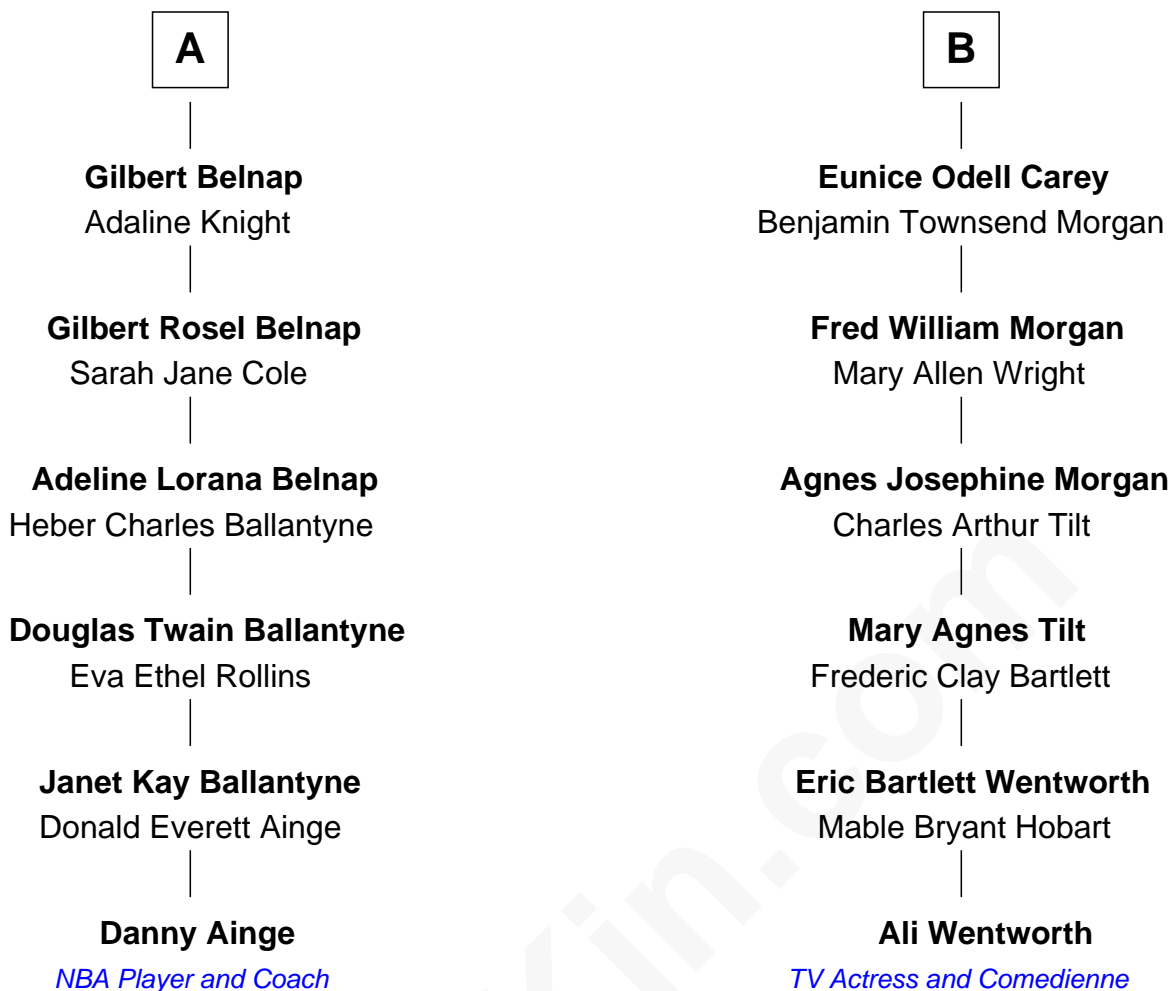 A
Gilbert Belnap
Adaline Knight
Gilbert Rosel Belnap
Sarah Jane Cole
Adeline Lorana Belnap
Heber Charles Ballantyne
Douglas Twain Ballantyne
Eva Ethel Rollins
Janet Kay Ballantyne
Donald Everett Ainge
Danny Ainge
NBA Player and Coach
B
Eunice Odell Carey
Benjamin Townsend Morgan
Fred William Morgan
Mary Allen Wright
Agnes Josephine Morgan
Charles Arthur Tilt
Mary Agnes Tilt
Frederic Clay Bartlett
Eric Bartlett Wentworth
Mable Bryant Hobart
Ali Wentworth
TV Actress and Comedienne
Kin.com